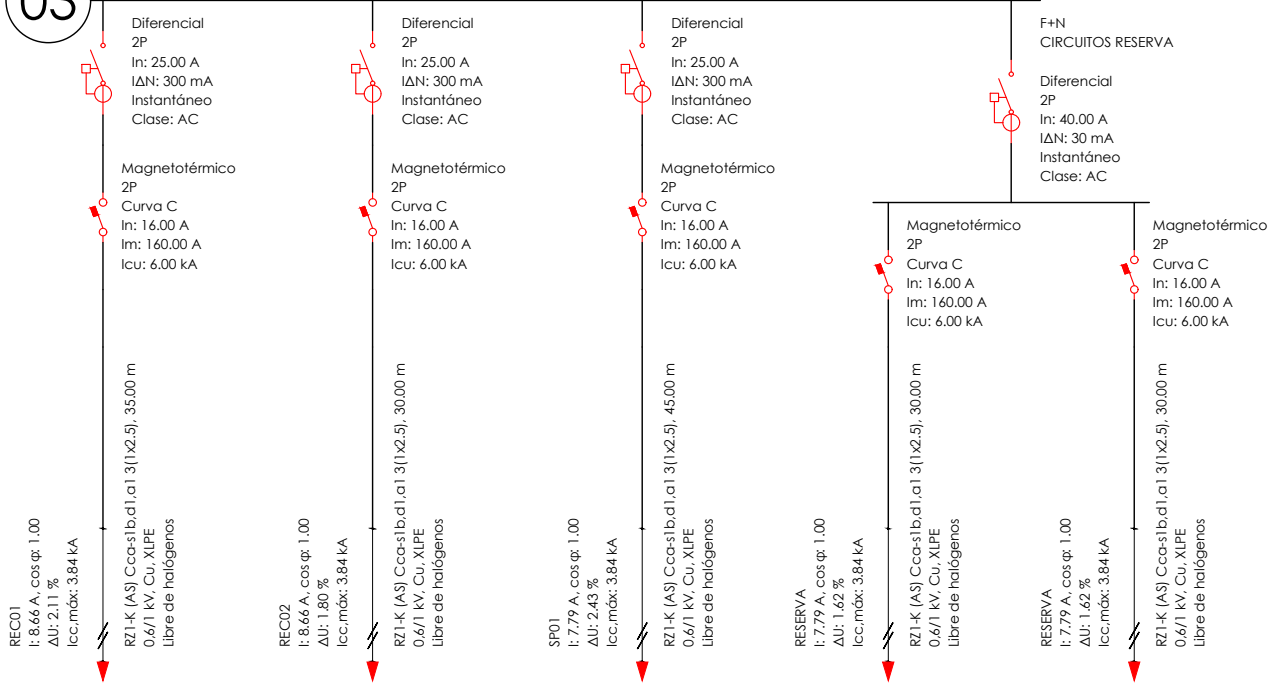 03
Diferencial
2P
In: 25.00 A
IΔN: 300 mA
Instantáneo
Clase: AC
Magnetotérmico
2P
Curva C
In: 16.00 A
Im: 160.00 A
Icu: 6.00 kA
REC01
I: 8.66 A, cos φ: 1.00
ΔU: 2.11 %
Icc,máx: 3.84 kA
RZ1-K (AS) Cca-s1b,d1,a1 3(1x2.5), 35.00 m
0,6/1 kV, Cu, XLPE
Libre de halógenos
Diferencial
2P
In: 25.00 A
IΔN: 300 mA
Instantáneo
Clase: AC
Magnetotérmico
2P
Curva C
In: 16.00 A
Im: 160.00 A
Icu: 6.00 kA
REC02
I: 8.66 A, cos φ: 1.00
ΔU: 1.80 %
Icc,máx: 3.84 kA
RZ1-K (AS) Cca-s1b,d1,a1 3(1x2.5), 30.00 m
0,6/1 kV, Cu, XLPE
Libre de halógenos
Diferencial
2P
In: 25.00 A
IΔN: 300 mA
Instantáneo
Clase: AC
Magnetotérmico
2P
Curva C
In: 16.00 A
Im: 160.00 A
Icu: 6.00 kA
SP01
I: 7.79 A, cos φ: 1.00
ΔU: 2.43 %
Icc,máx: 3.84 kA
RZ1-K (AS) Cca-s1b,d1,a1 3(1x2.5), 45.00 m
0,6/1 kV, Cu, XLPE
Libre de halógenos
F+N
CIRCUITOS RESERVA
Diferencial
2P
In: 40.00 A
IΔN: 30 mA
Instantáneo
Clase: AC
Magnetotérmico
2P
Curva C
In: 16.00 A
Im: 160.00 A
Icu: 6.00 kA
RESERVA
I: 7.79 A, cos φ: 1.00
ΔU: 1.62 %
Icc,máx: 3.84 kA
RZ1-K (AS) Cca-s1b,d1,a1 3(1x2.5), 30.00 m
0,6/1 kV, Cu, XLPE
Libre de halógenos
Magnetotérmico
2P
Curva C
In: 16.00 A
Im: 160.00 A
Icu: 6.00 kA
RESERVA
I: 7.79 A, cos φ: 1.00
ΔU: 1.62 %
Icc,máx: 3.84 kA
RZ1-K (AS) Cca-s1b,d1,a1 3(1x2.5), 30.00 m
0,6/1 kV, Cu, XLPE
Libre de halógenos